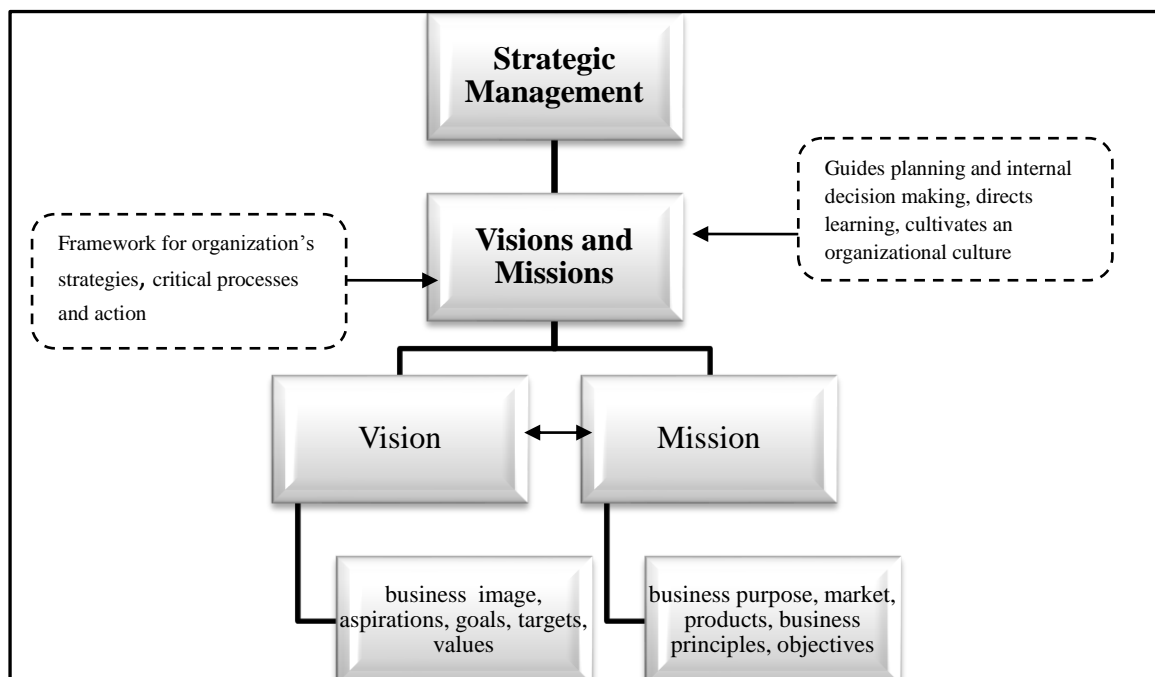 Strategic
Management
Guides planning and internal
decision making, directs
learning, cultivates an
organizational culture
Visions and
Missions
Framework for organization’s
strategies, critical processes
and action
Vision
Mission
business image,
aspirations, goals, targets,
values
business purpose, market,
products, business
principles, objectives